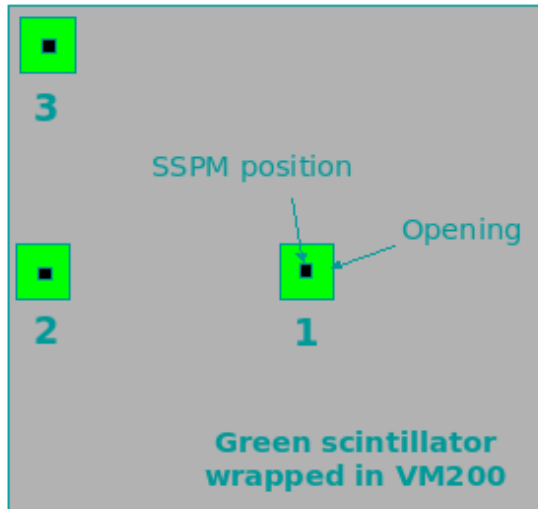 3
SSPM position
Opening
2
1
Green scintillator
wrapped in VM200